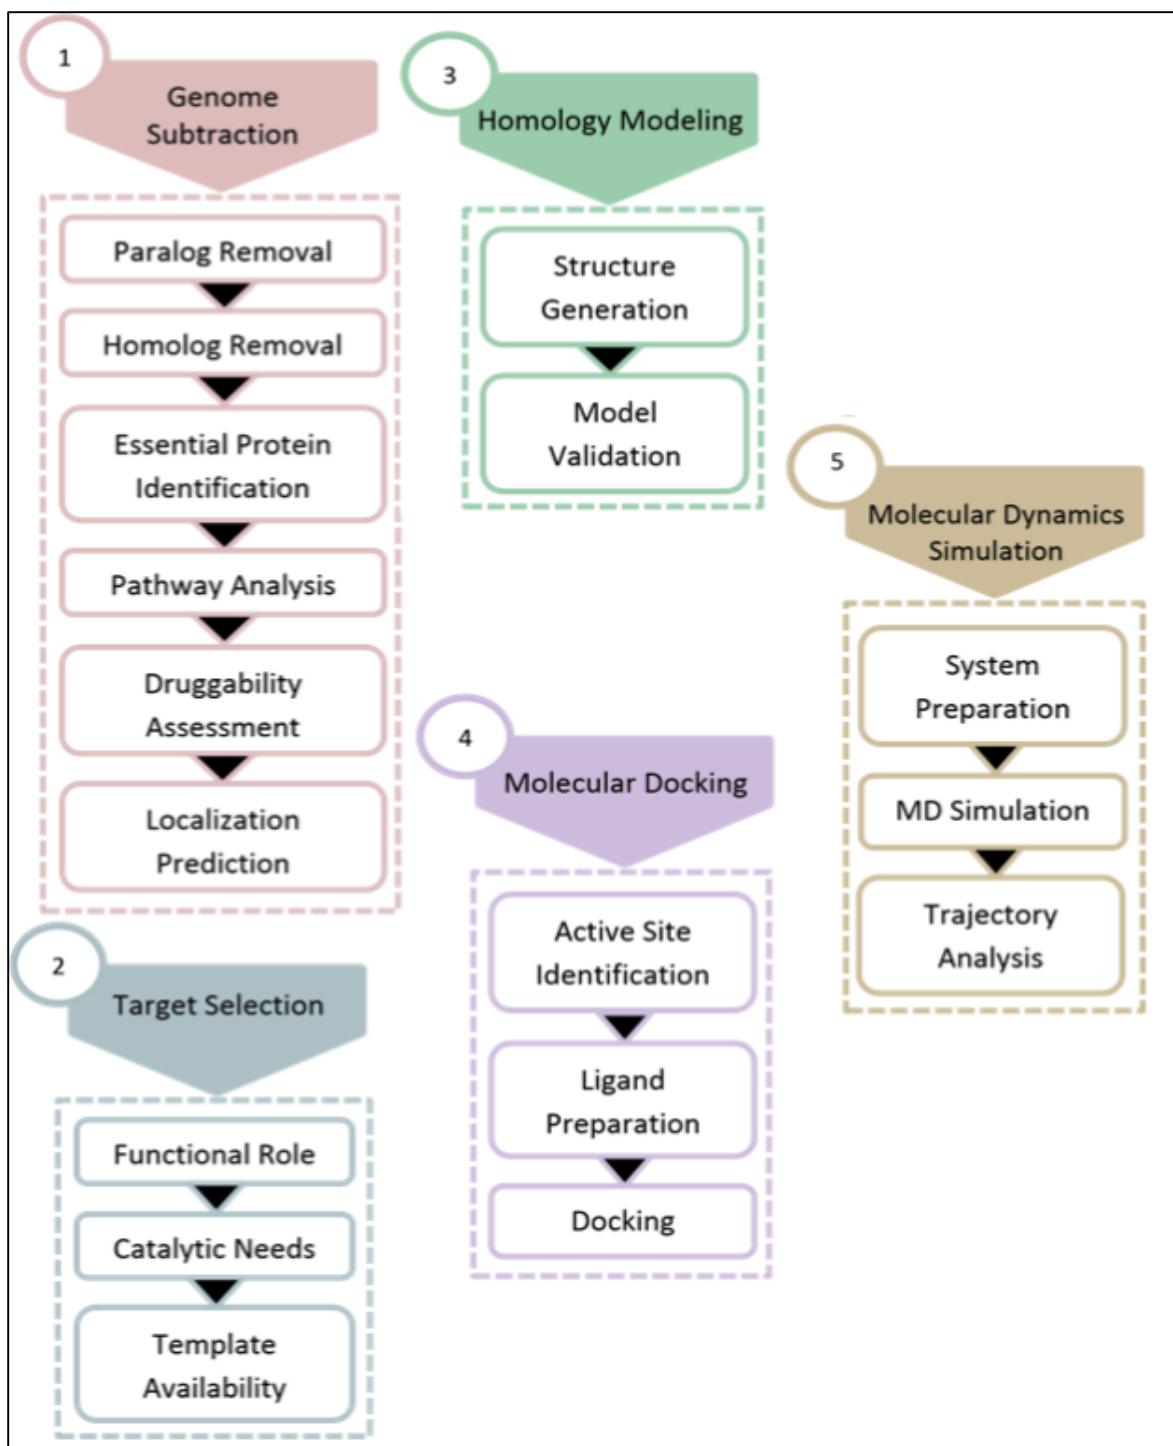 1
Genome
Subtraction
Paralog Removal
Homolog Removal
Essential Protein
Identification
Pathway Analysis
Druggability
Assessment
Localization
Prediction
2
Target Selection
Functional Role
Catalytic Needs
Template
Availability
3
Homology Modeling
Structure
Generation
Model
Validation
4
Molecular Docking
Active Site
Identification
Ligand
Preparation
Docking
5
Molecular Dynamics
Simulation
System
Preparation
MD Simulation
Trajectory
Analysis